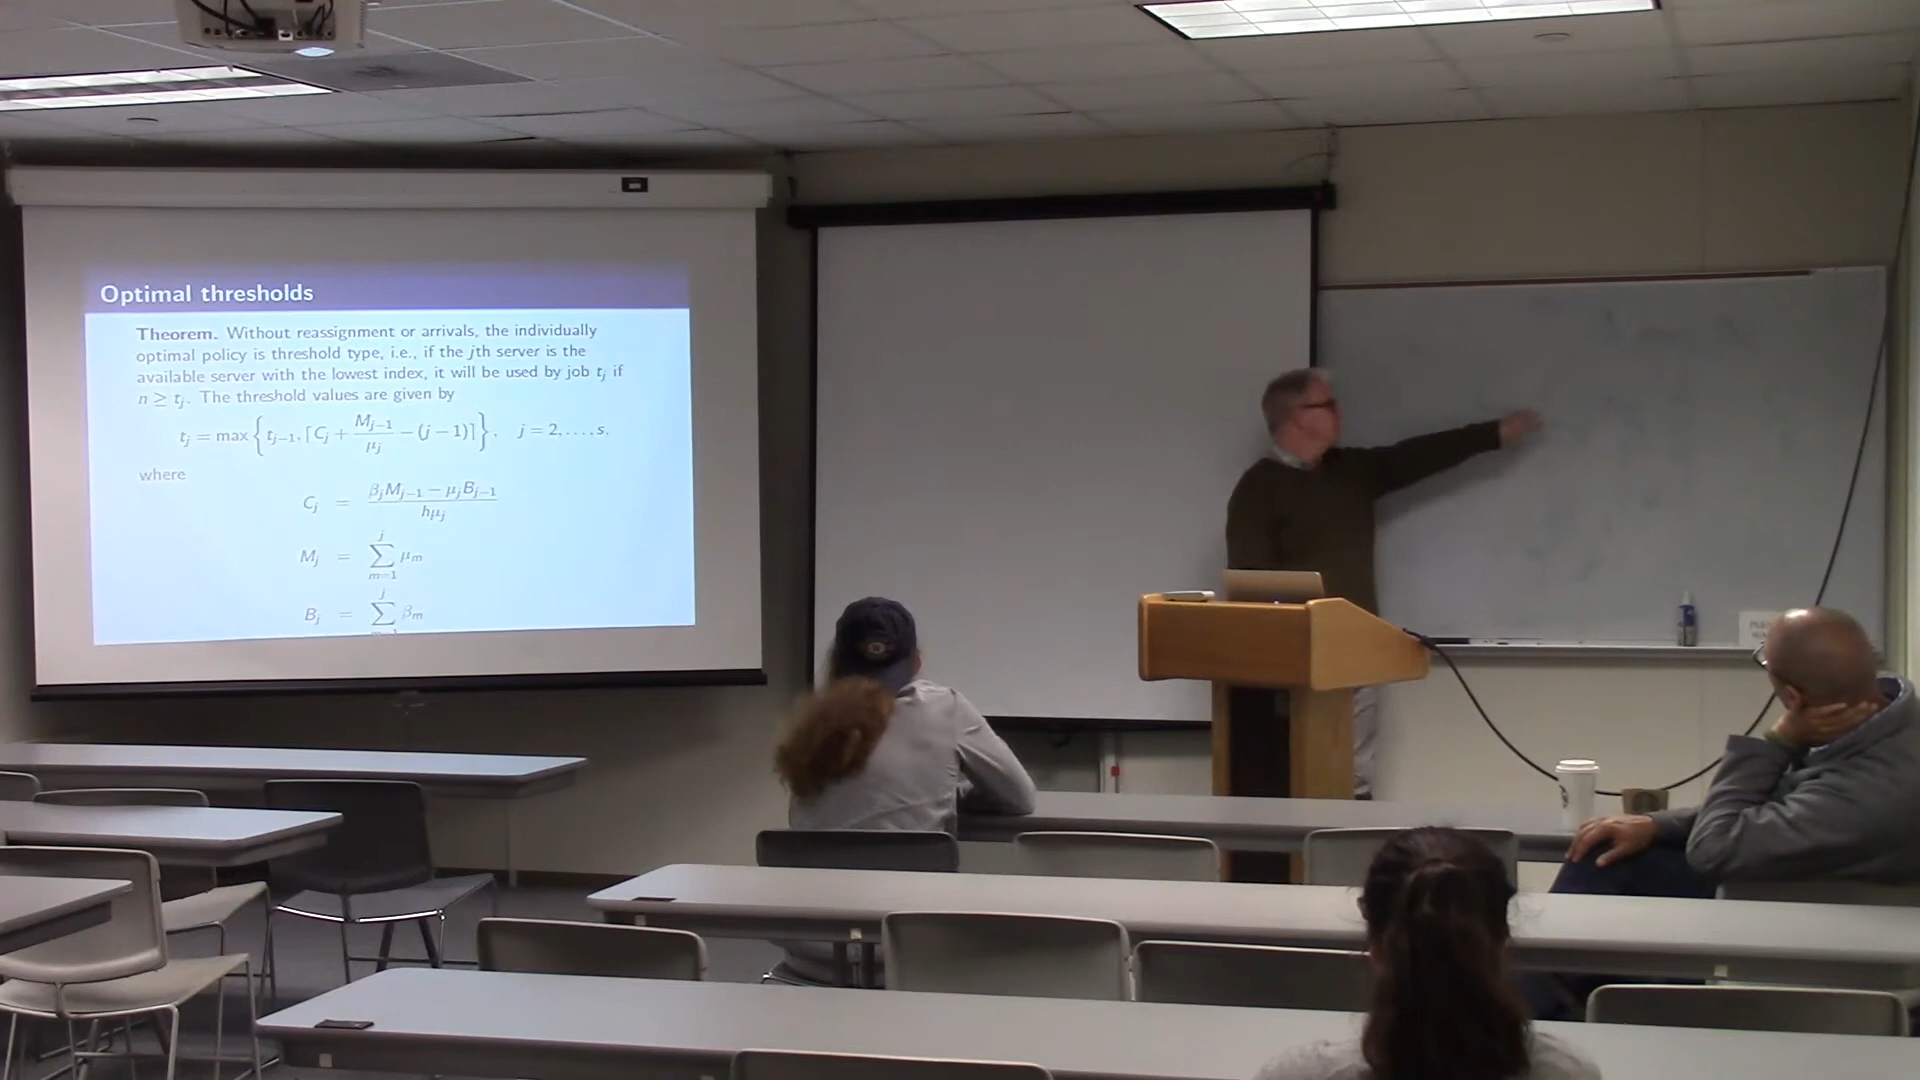 Optimal thresholds
Theorem. Without reassignment or arrivals, the individually
optimal policy is threshold type, i.e., if the jth server is the
available server with the lowest index, it will be used by job t_j if
n ≥ t_j. The threshold values are given by
t_j = max { t_{j−1}, ⌈C_j + M_{j−1}/μ_j − (j − 1)⌉ }, j = 2, . . . , s.
where
C_j = (β_j M_{j−1} − μ_j B_{j−1}) / (hμ_j)
M_j = ∑_{m=1}^{j} μ_m
B_j = ∑_{m=1}^{j} β_m